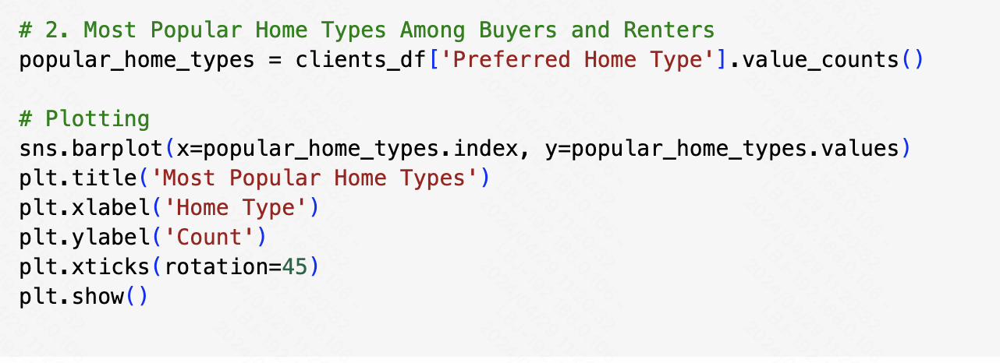 # 2. Most Popular Home Types Among Buyers and Renters
popular_home_types = clients_df['Preferred Home Type'].value_counts()
# Plotting
sns.barplot(x=popular_home_types.index, y=popular_home_types.values)
plt.title('Most Popular Home Types')
plt.xlabel('Home Type')
plt.ylabel('Count')
plt.xticks(rotation=45)
plt.show()